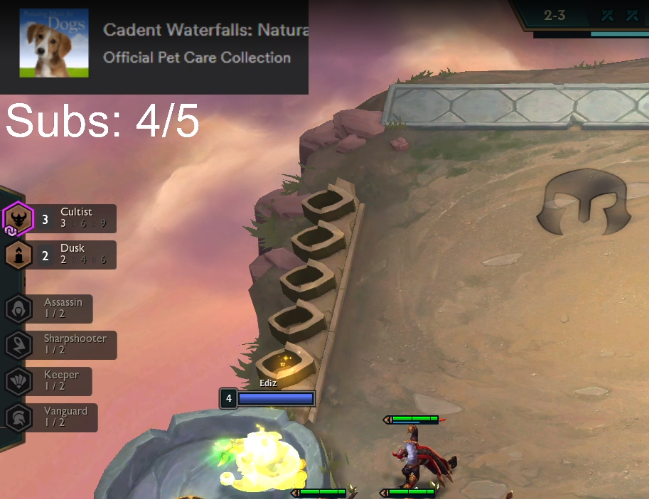 Dogs
Cadent Waterfalls: Natura
Official Pet Care Collection
2-3
Subs: 4/5
3 Cultist
3 6 9
2 Dusk
2 4 6
Assassin
1 / 2
Sharpshooter
1 / 2
Keeper
1 / 2
Vanguard
1 / 2
Ediz
4